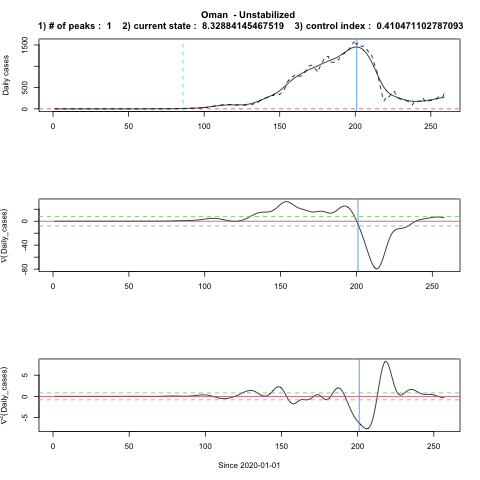 Oman - Unstabilized
1) # of peaks : 1 2) current state : 8.32884145467519 3) control index : 0.410471102787093
Daily cases
1500
500
0
0 50 100 150 200 250
∇(Daily_cases)
0
-40
-80
0 50 100 150 200 250
∇²(Daily_cases)
5
0
-5
0 50 100 150 200 250
Since 2020-01-01